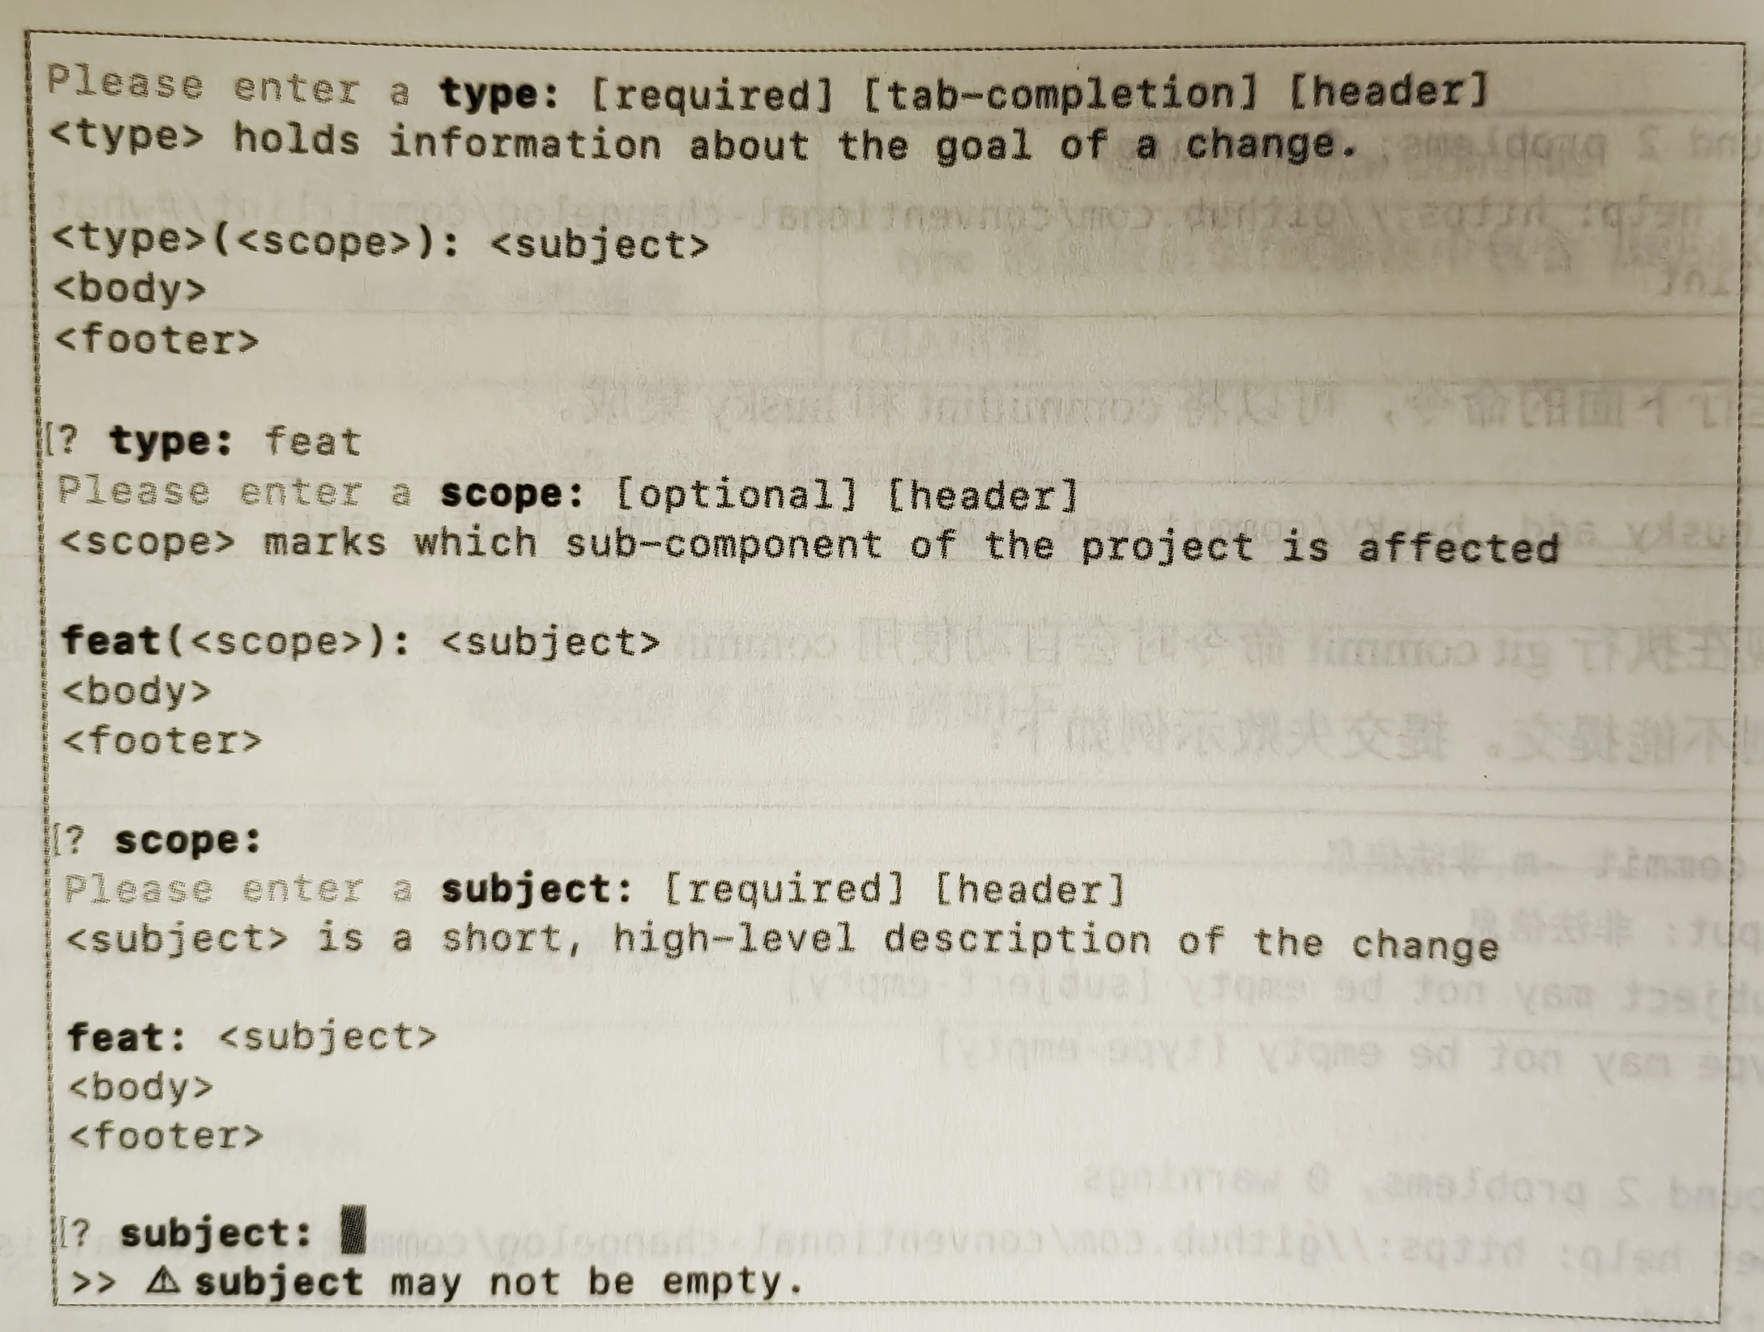 Please enter a type: [required] [tab-completion] [header]
<type> holds information about the goal of a change.
<type>(<scope>): <subject>
<body>
<footer>
[? type: feat
Please enter a scope: [optional] [header]
<scope> marks which sub-component of the project is affected
feat(<scope>): <subject>
<body>
<footer>
[? scope:
Please enter a subject: [required] [header]
<subject> is a short, high-level description of the change
feat: <subject>
<body>
<footer>
[? subject:
>> ⚠ subject may not be empty.